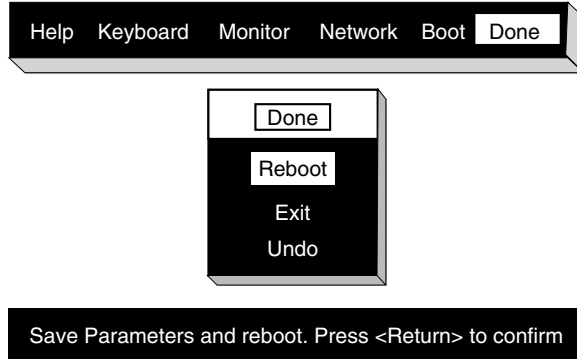 Help Keyboard Monitor Network Boot Done
Done
Reboot
Exit
Undo
Save Parameters and reboot. Press <Return> to confirm